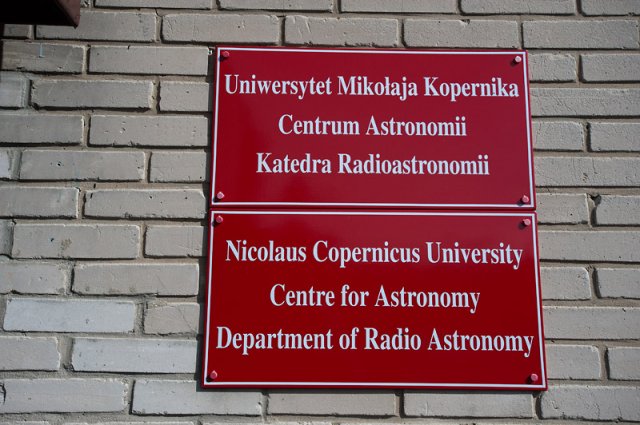 Uniwersytet Mikołaja Kopernika
Centrum Astronomii
Katedra Radioastronomii
Nicolaus Copernicus University
Centre for Astronomy
Department of Radio Astronomy